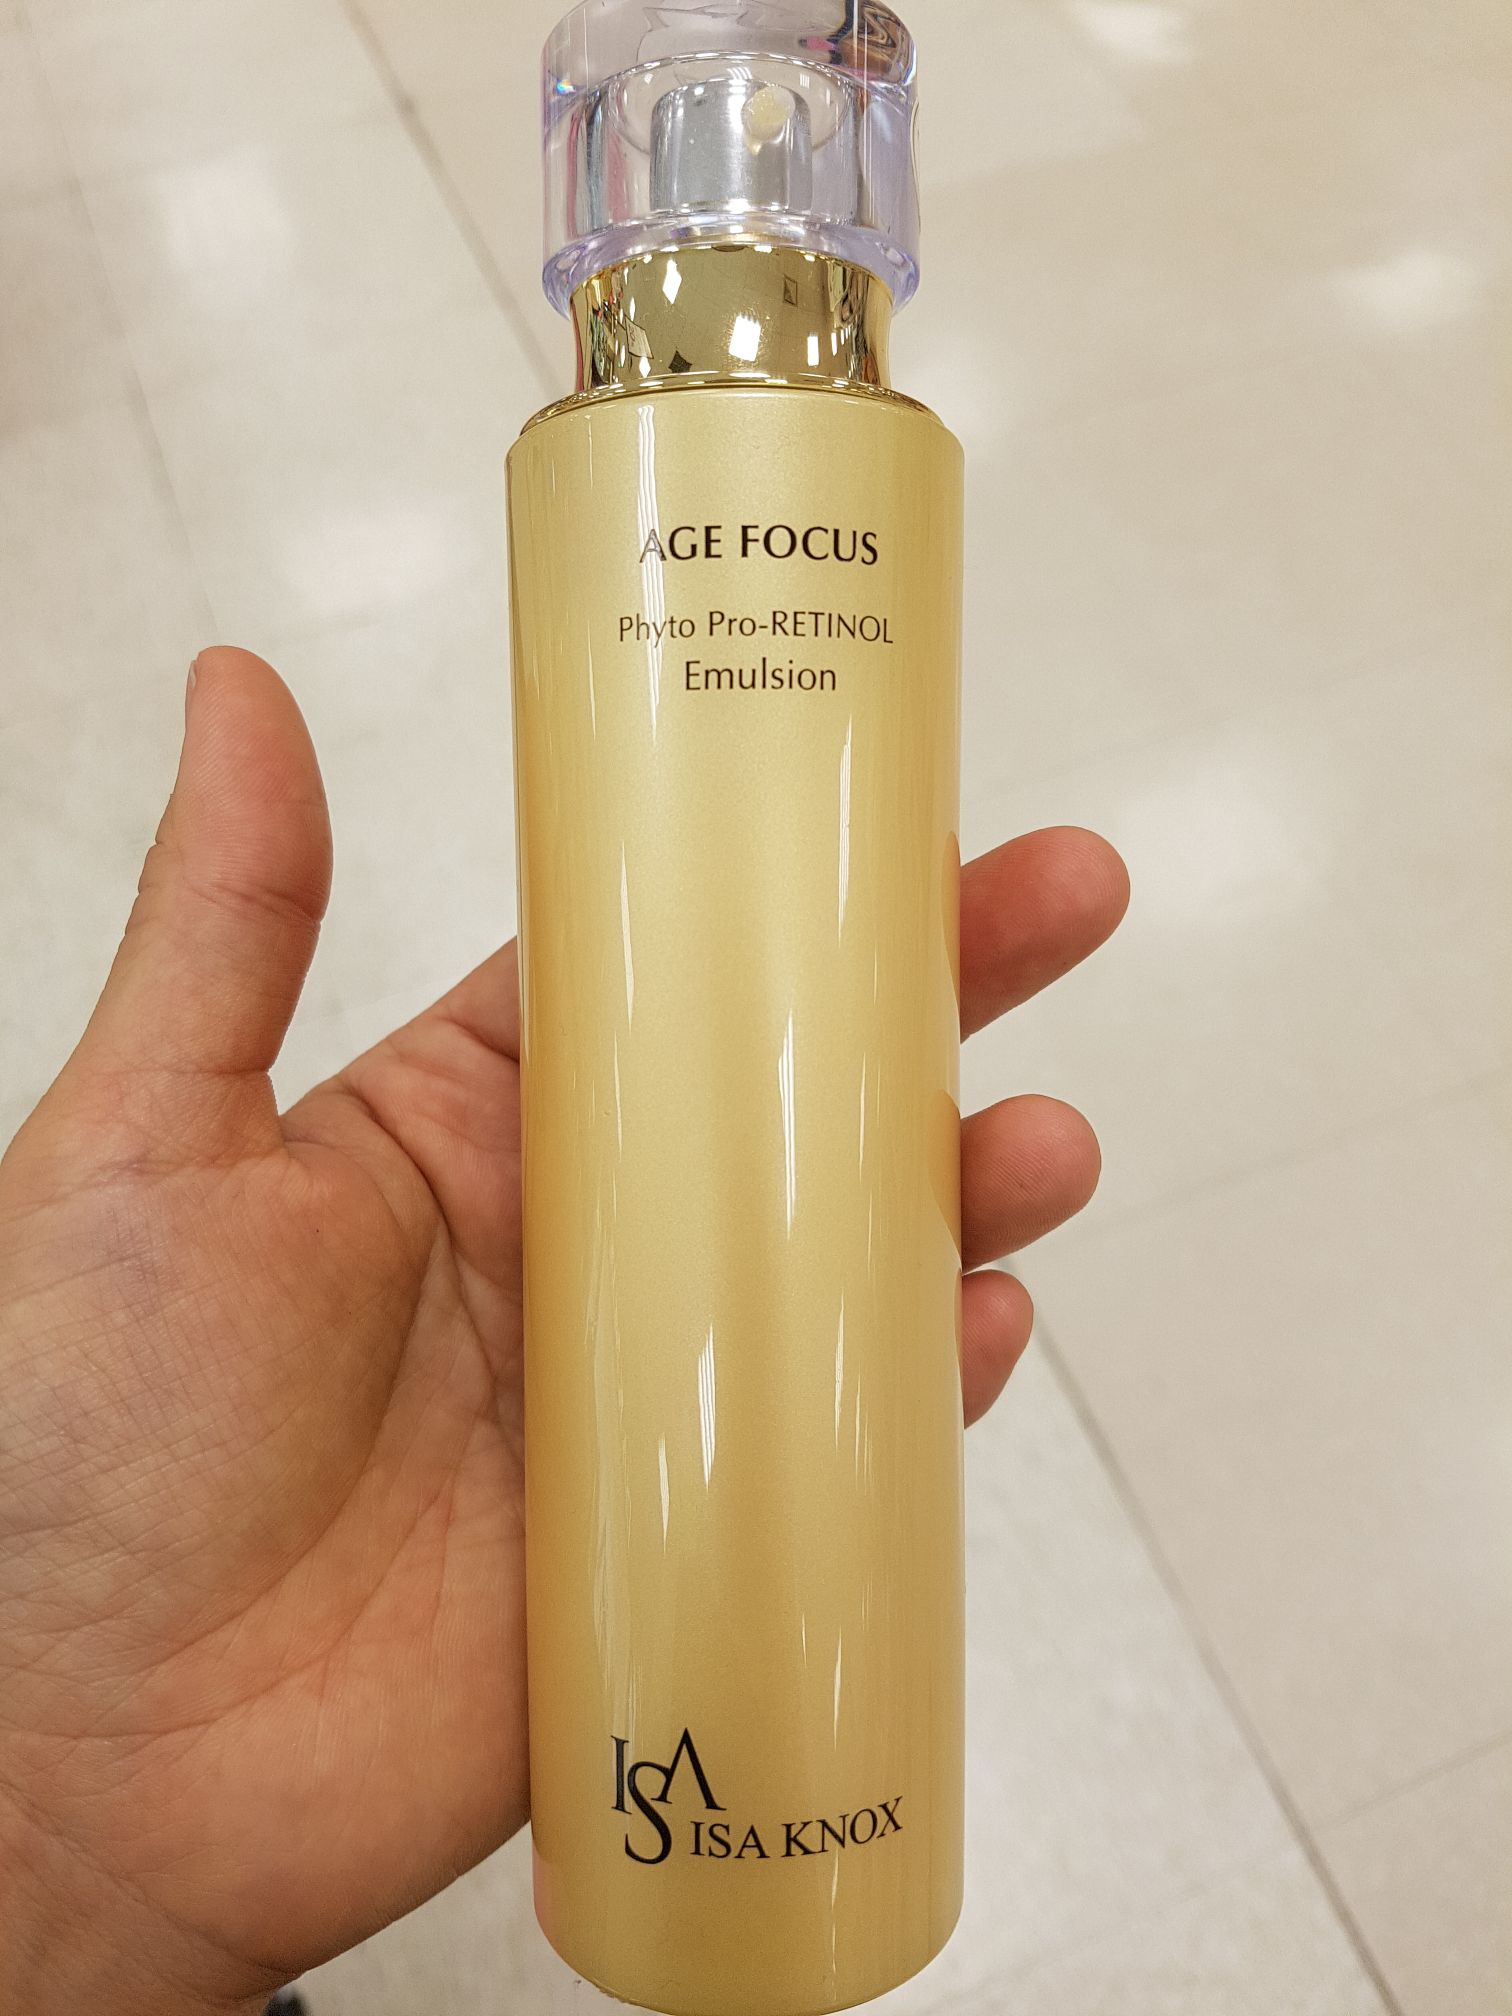 AGE FOCUS
Phyto Pro-RETINOL
Emulsion
ISA
ISA KNOX